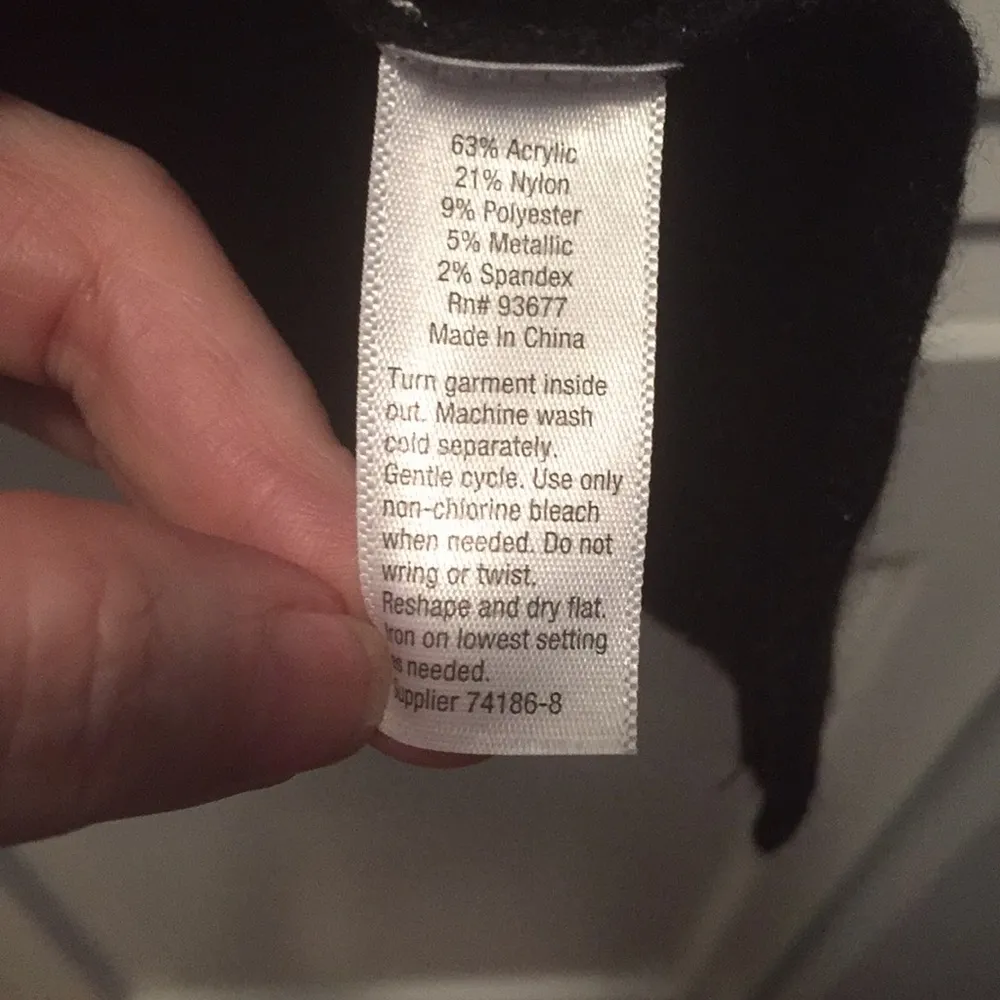 63% Acrylic
21% Nylon
9% Polyester
5% Metallic
2% Spandex
Rn# 93677
Made In China
Turn garment inside
out. Machine wash
cold separately.
Gentle cycle. Use only
non-chlorine bleach
when needed. Do not
wring or twist.
Reshape and dry flat.
Iron on lowest setting
as needed.
Supplier 74186-8